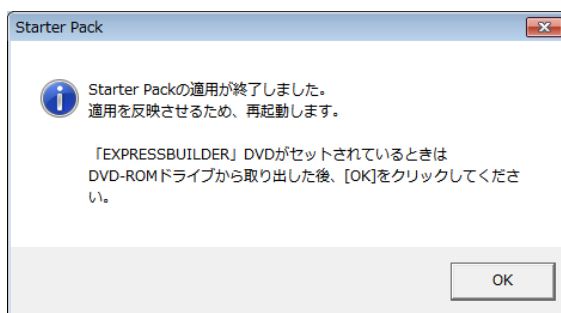 Starter Pack
Starter Packの適用が終了しました。
適用を反映させるため、再起動します。
「EXPRESSBUILDER」DVDがセットされているときは
DVD-ROMドライブから取り出した後、[OK]をクリックしてくださ
い。
OK